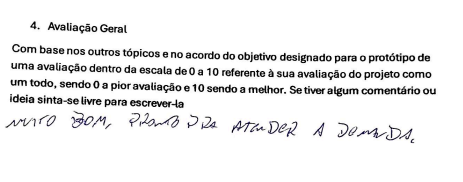 4. Avaliação Geral
Com base nos outros tópicos e no acordo do objetivo designado para o protótipo de
uma avaliação dentro da escala de 0 a 10 referente à sua avaliação do projeto como
um todo, sendo 0 a pior avaliação e 10 sendo a melhor. Se tiver algum comentário ou
ideia sinta-se livre para escrever-la
MUITO BOM, PRONTO PRA ATENDER A DEMANDA.